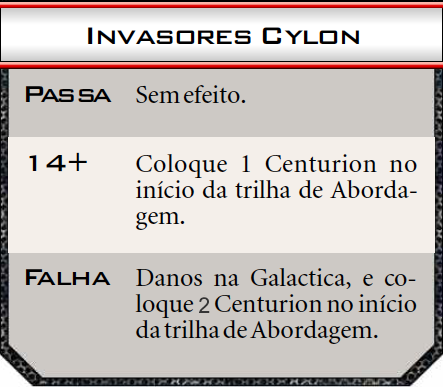 INVASORES CYLON
PASSA Sem efeito.
14+ Coloque 1 Centurion no
início da trilha de Aborda-
gem.
FALHA Danos na Galactica, e co-
loque 2 Centurion no início
da trilha de Abordagem.